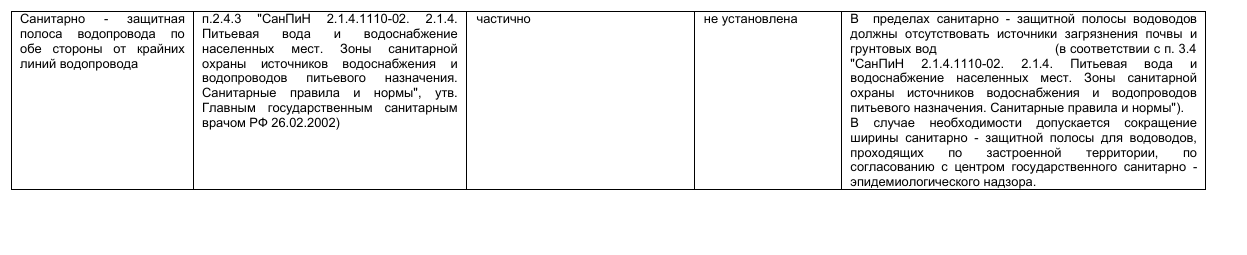 Санитарно - защитная
полоса водопровода по
обе стороны от крайних
линий водопровода
п.2.4.3 "СанПиН 2.1.4.1110-02. 2.1.4.
Питьевая вода и водоснабжение
населенных мест. Зоны санитарной
охраны источников водоснабжения и
водопроводов питьевого назначения.
Санитарные правила и нормы", утв.
Главным государственным санитарным
врачом РФ 26.02.2002)
частично
не установлена
В пределах санитарно - защитной полосы водоводов
должны отсутствовать источники загрязнения почвы и
грунтовых вод (в соответствии с п. 3.4
"СанПиН 2.1.4.1110-02. 2.1.4. Питьевая вода и
водоснабжение населенных мест. Зоны санитарной
охраны источников водоснабжения и водопроводов
питьевого назначения. Санитарные правила и нормы").
В случае необходимости допускается сокращение
ширины санитарно - защитной полосы для водоводов,
проходящих по застроенной территории, по
согласованию с центром государственного санитарно -
эпидемиологического надзора.